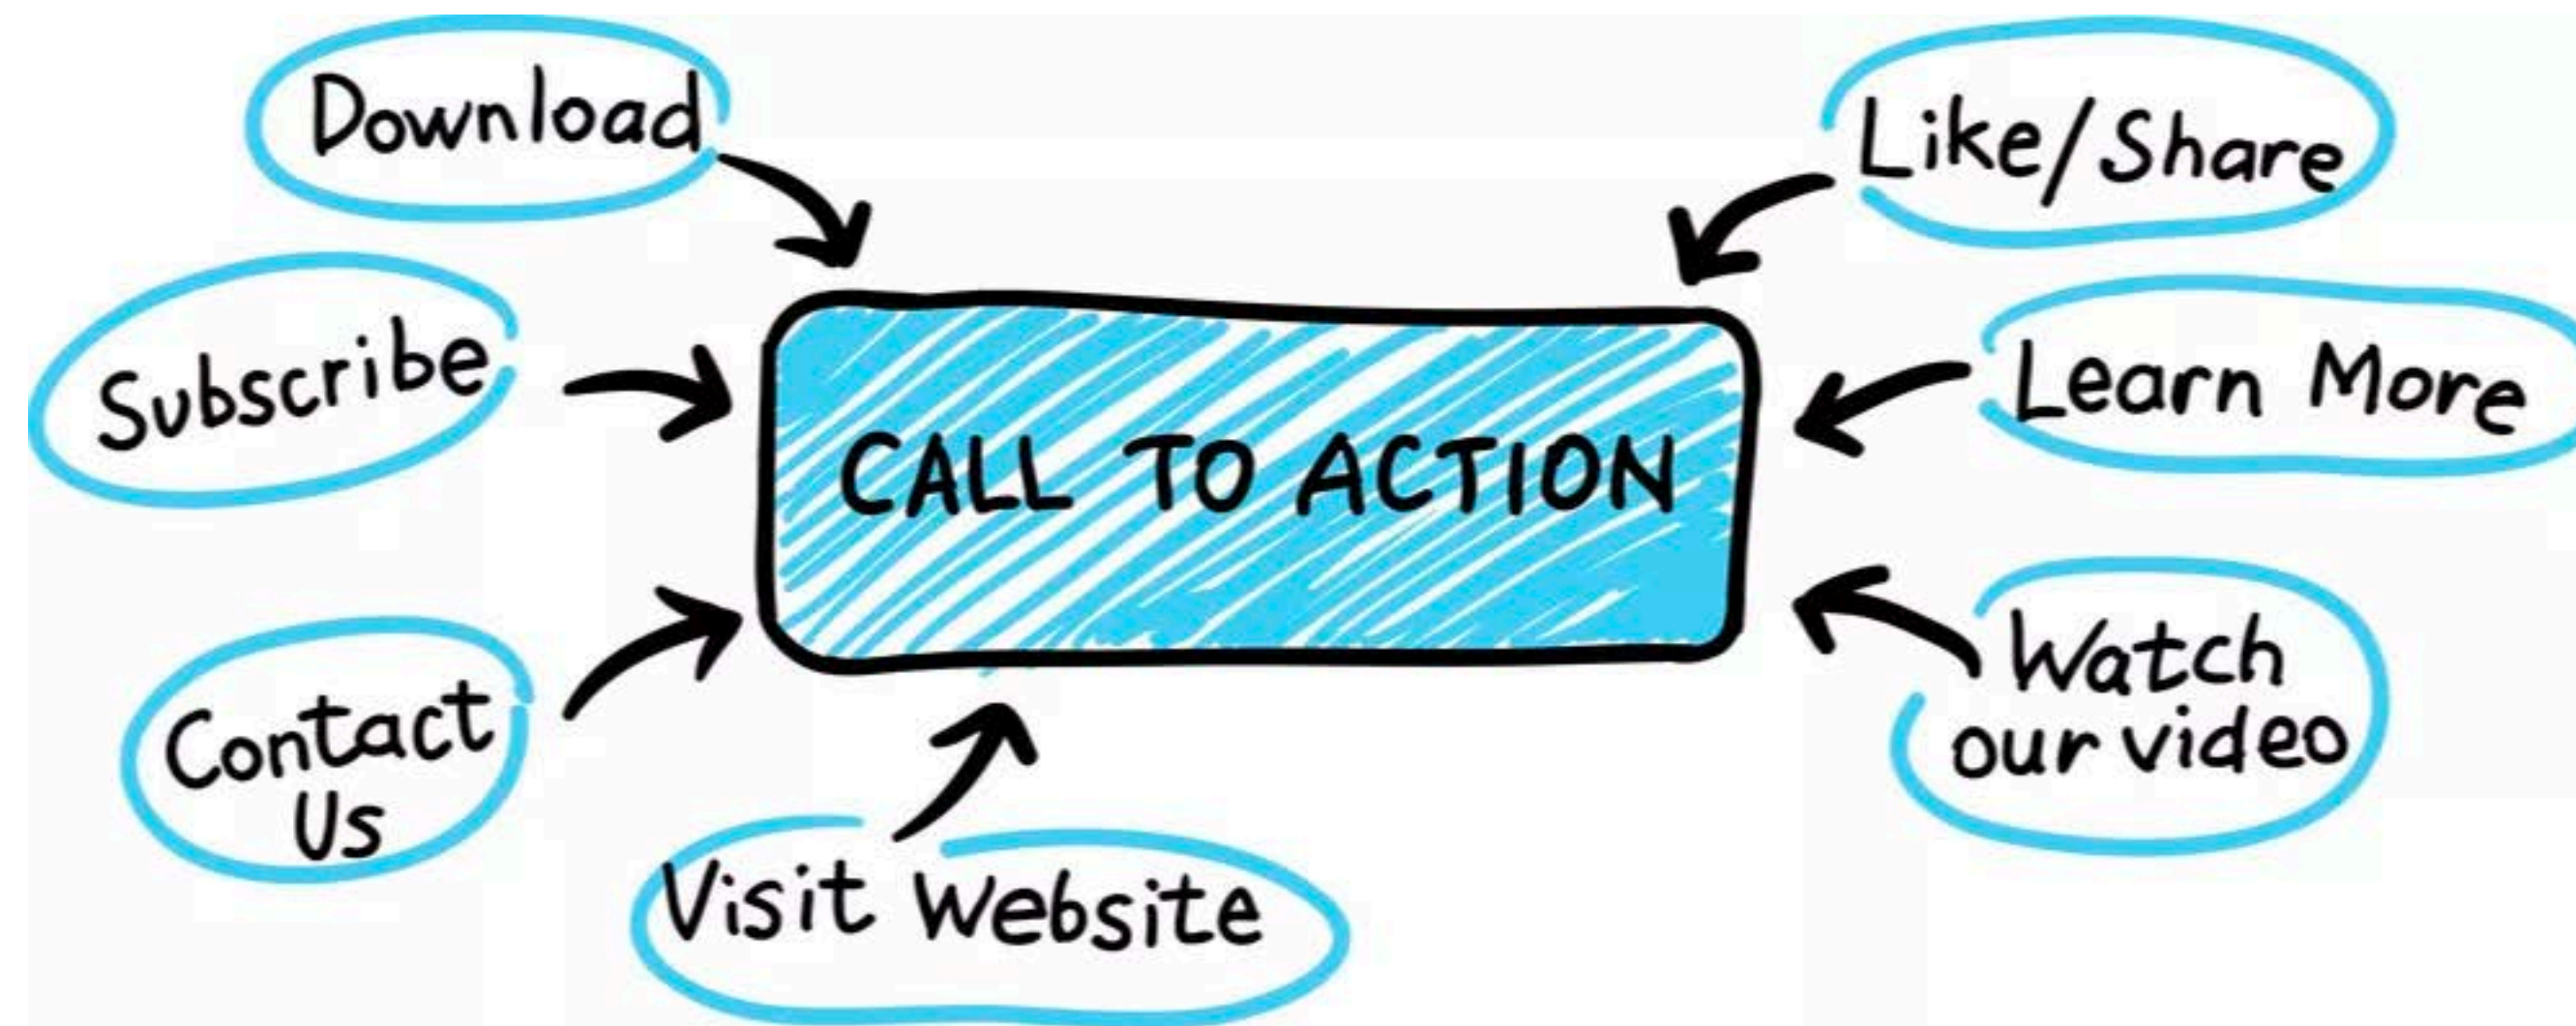 Download
Like/Share
Subscribe
Learn More
CALL TO ACTION
Contact
Us
Watch
our video
Visit Website